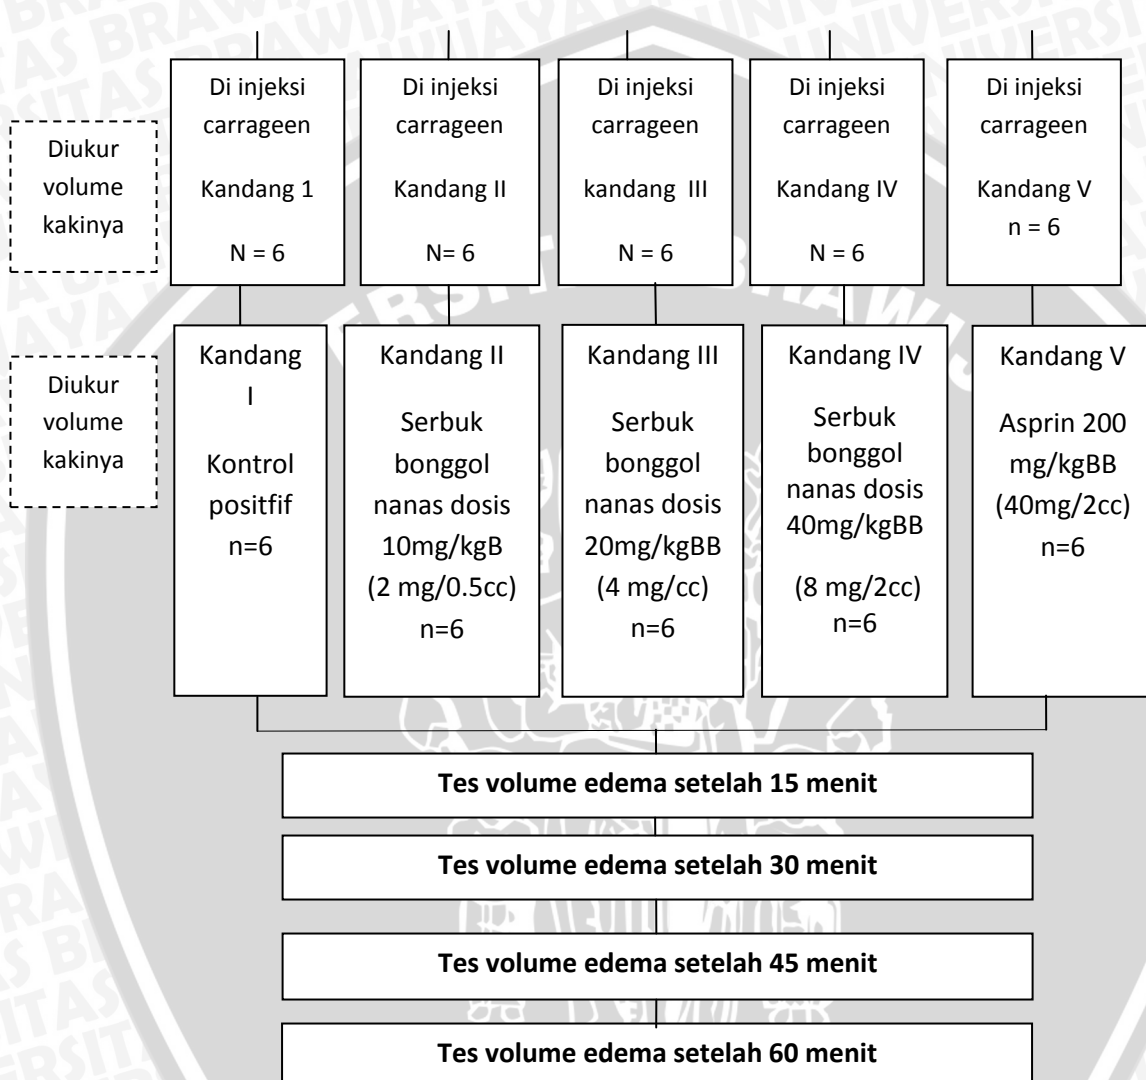 Diukur
volume
kakinya
Di injeksi
carrageen
Kandang 1
N = 6
Di injeksi
carrageen
Kandang II
N= 6
Di injeksi
carrageen
kandang III
N = 6
Di injeksi
carrageen
Kandang IV
N = 6
Di injeksi
carrageen
Kandang V
n = 6
Diukur
volume
kakinya
Kandang
I
Kontrol
positfif
n=6
Kandang II
Serbuk
bonggol
nanas dosis
10mg/kgB
(2 mg/0.5cc)
n=6
Kandang III
Serbuk
bonggol
nanas dosis
20mg/kgBB
(4 mg/cc)
n=6
Kandang IV
Serbuk
bonggol
nanas dosis
40mg/kgBB
(8 mg/2cc)
n=6
Kandang V
Asprin 200
mg/kgBB
(40mg/2cc)
n=6
Tes volume edema setelah 15 menit
Tes volume edema setelah 30 menit
Tes volume edema setelah 45 menit
Tes volume edema setelah 60 menit